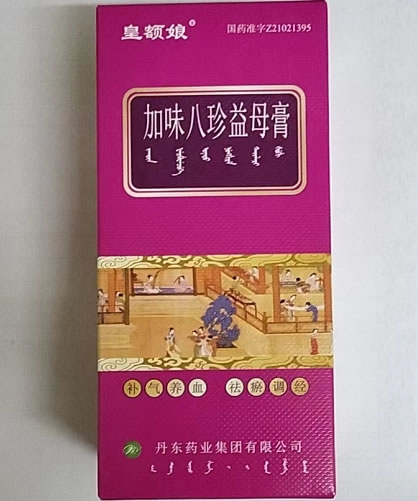 皇额娘®
国药准字Z21021395
加味八珍益母膏
补气养血 祛瘀调经
丹东药业集团有限公司